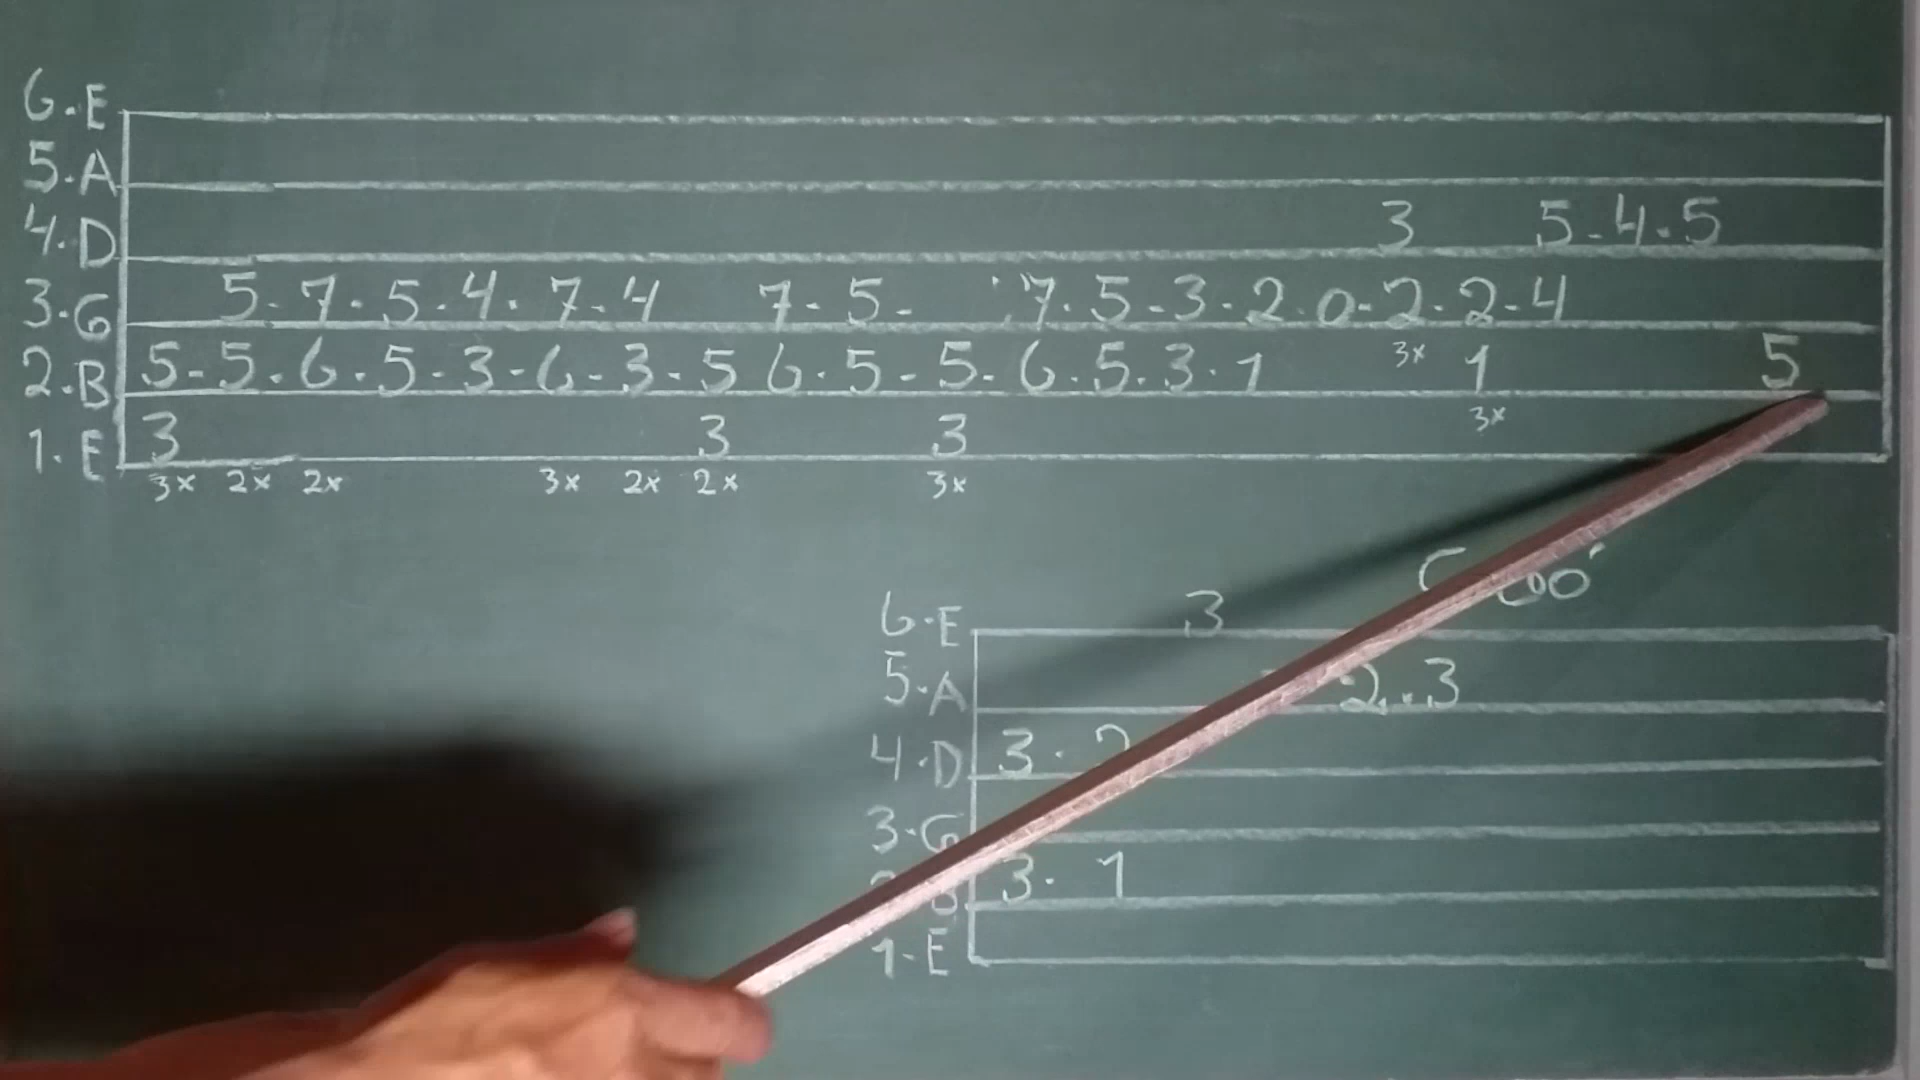 6.E
5.A
4.D 3 5-4.5
3.G 5-7.5-4.7-4 7-5- 7.5-3-2.0-2-2-4
2.B 5-5.6.5-3-6-3.5 6.5-5-6.5.3.1 3x 1 5
1.E 3 3 3 3x
3x 2x 2x 3x 2x 2x 3x
6.E 3
5.A 2.3
4.D 3.
3.G
3. 1
1-E